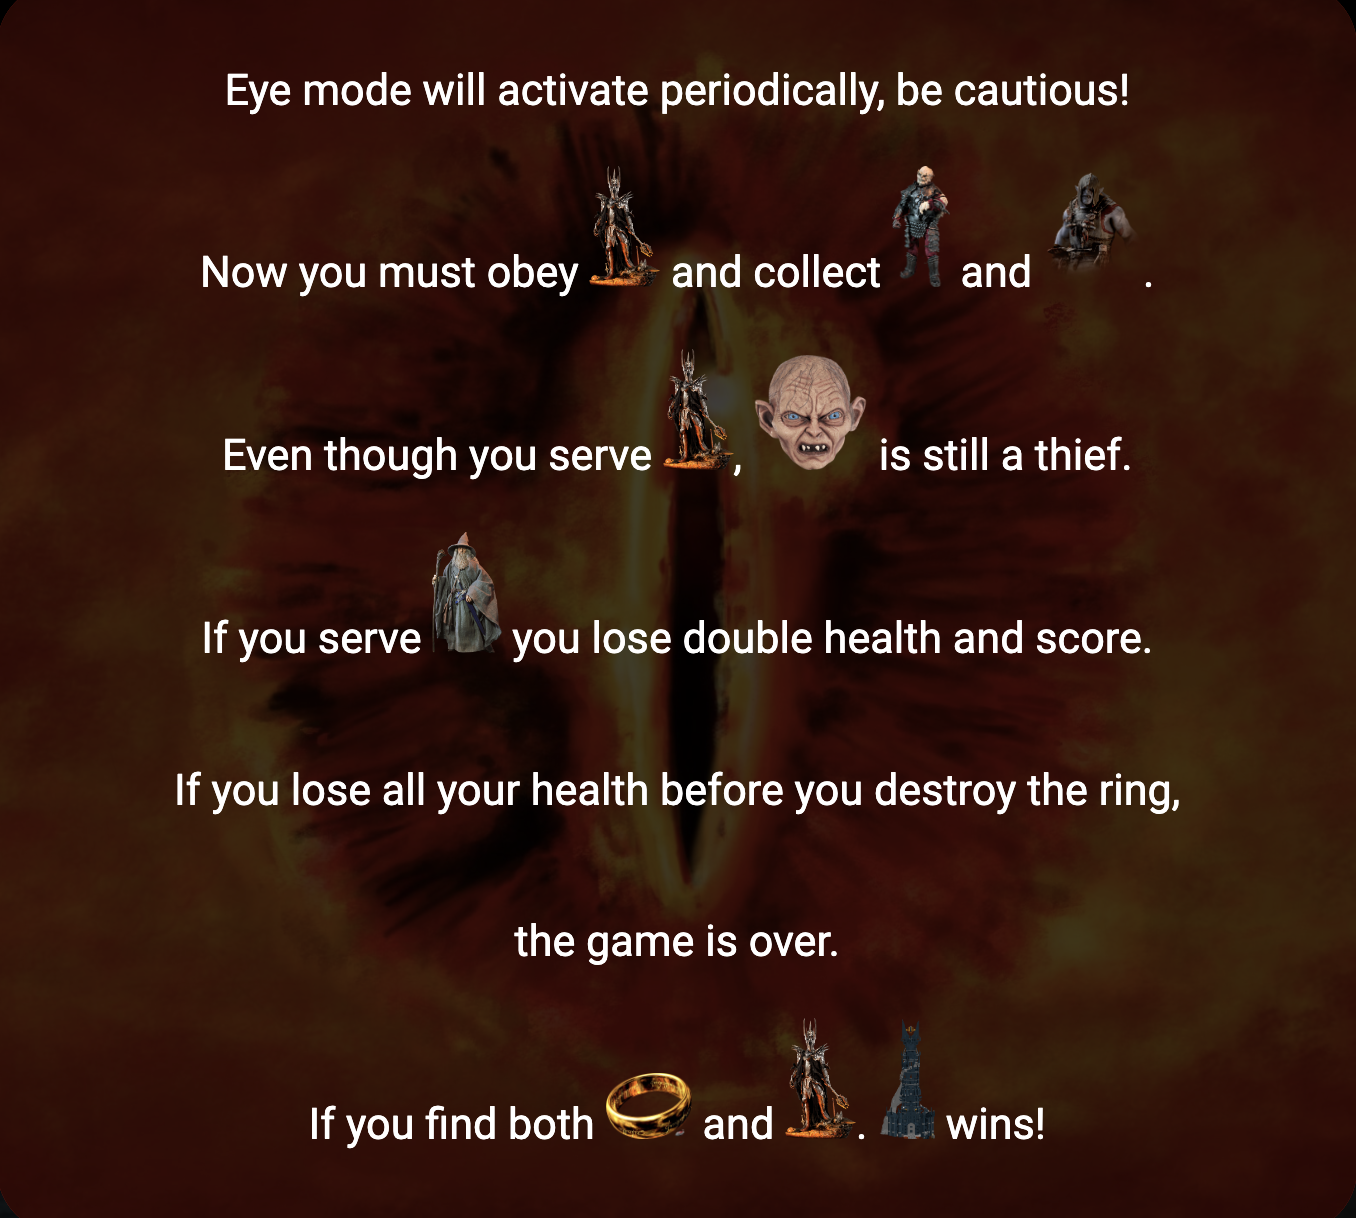 Eye mode will activate periodically, be cautious!
Now you must obey and collect and .
Even though you serve , is still a thief.
If you serve you lose double health and score.
If you lose all your health before you destroy the ring,
the game is over.
If you find both and . wins!